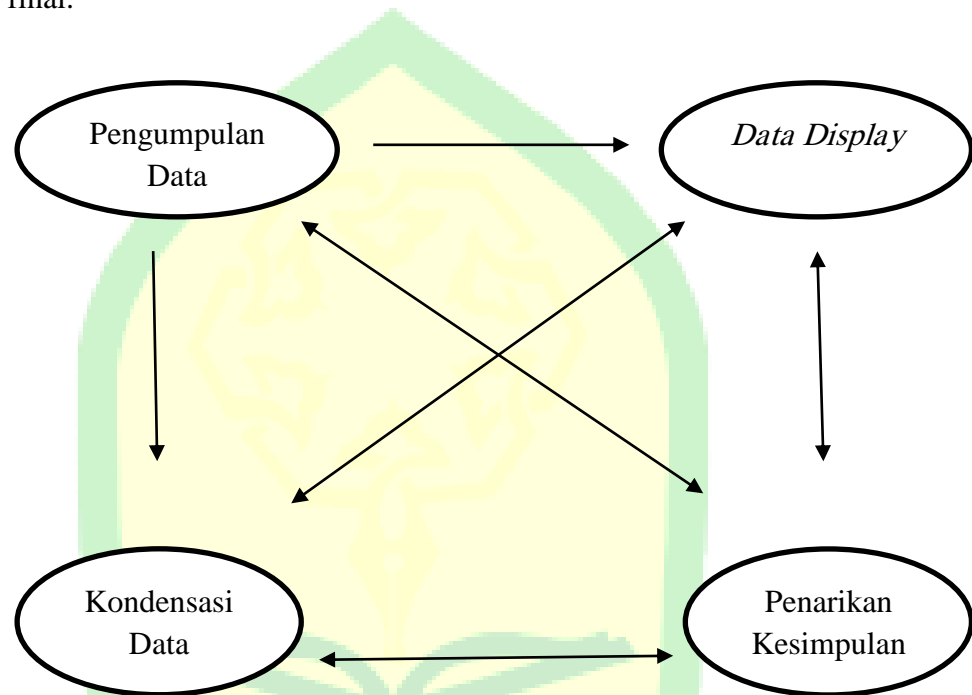 final.
Pengumpulan
Data
Data Display
Kondensasi
Data
Penarikan
Kesimpulan